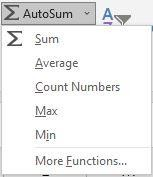 Σ AutoSum
A
Σ Sum
Average
Count Numbers
Max
Min
More Functions...